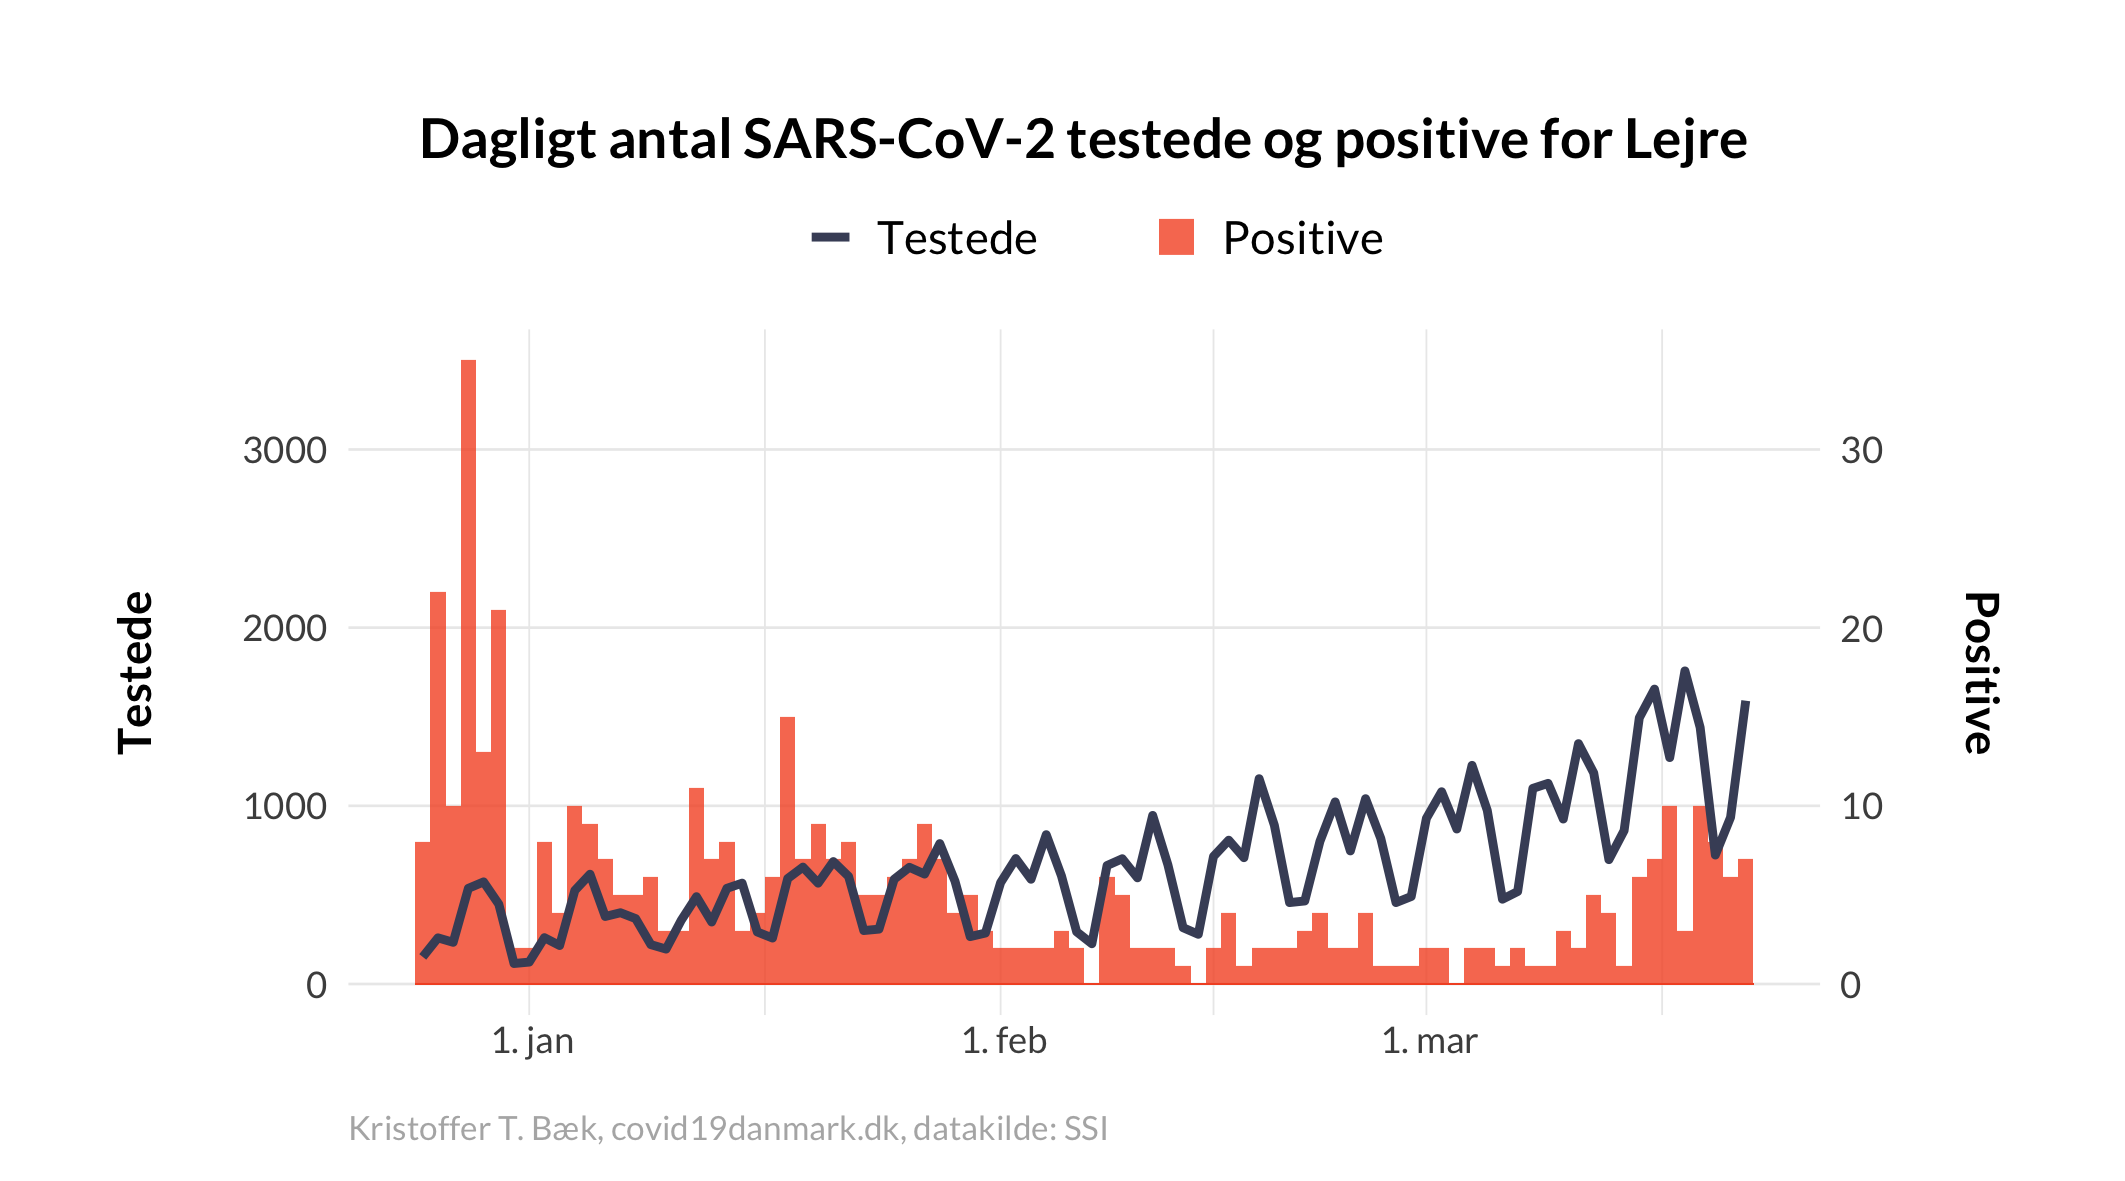 Dagligt antal SARS-CoV-2 testede og positive for Lejre
Testede Positive
3000 30
2000 20
1000 10
0 0
Testede
Positive
1. jan 1. feb 1. mar
Kristoffer T. Bæk, covid19danmark.dk, datakilde: SSI